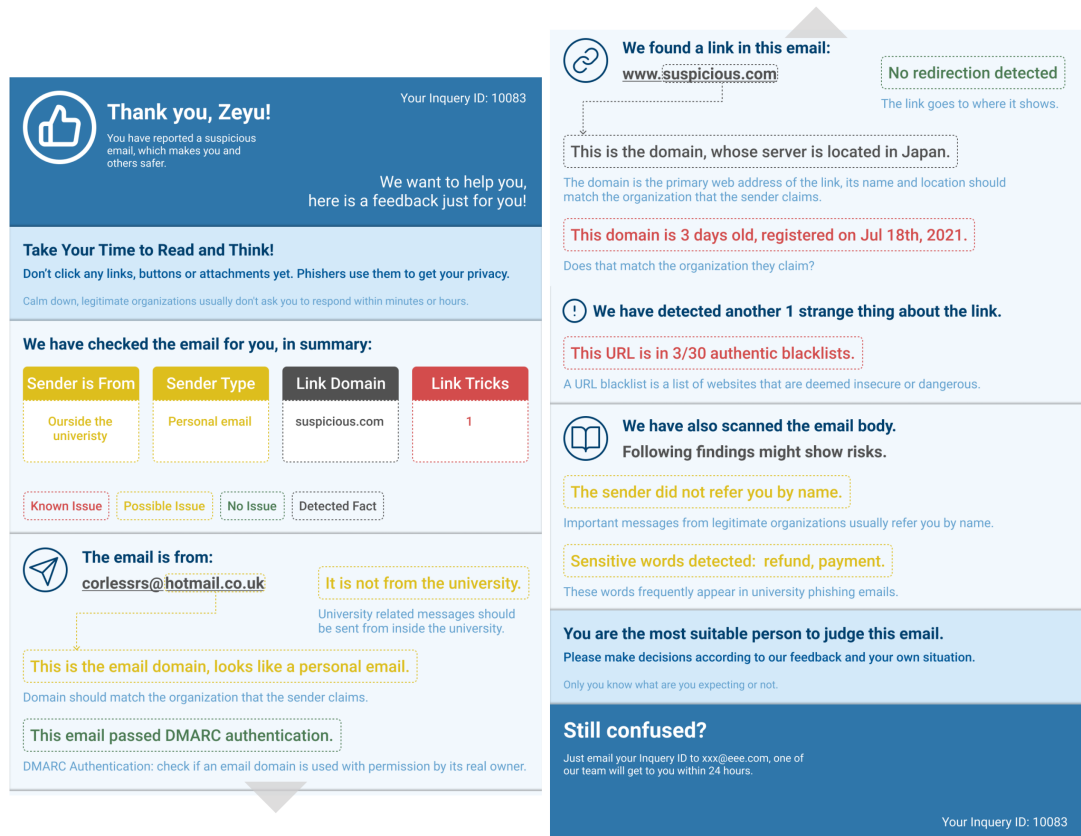 Your Inquery ID: 10083
Thank you, Zeyu!
You have reported a suspicious
email, which makes you and
others safer.
We want to help you,
here is a feedback just for you!
Take Your Time to Read and Think!
Don't click any links, buttons or attachments yet. Phishers use them to get your privacy.
Calm down, legitimate organizations usually don't ask you to respond within minutes or hours.
We have checked the email for you, in summary:
Sender is From
Sender Type
Link Domain
Link Tricks
Ourside the
univeristy
Personal email
suspicious.com
1
Known Issue
Possible Issue
No Issue
Detected Fact
The email is from:
corlessrs@hotmail.co.uk
It is not from the university.
University related messages should
be sent from inside the university.
This is the email domain, looks like a personal email.
Domain should match the organization that the sender claims.
This email passed DMARC authentication.
DMARC Authentication: check if an email domain is used with permission by its real owner.
We found a link in this email:
www.suspicious.com
No redirection detected
The link goes to where it shows.
This is the domain, whose server is located in Japan.
The domain is the primary web address of the link, its name and location should
match the organization that the sender claims.
This domain is 3 days old, registered on Jul 18th, 2021.
Does that match the organization they claim?
We have detected another 1 strange thing about the link.
This URL is in 3/30 authentic blacklists.
A URL blacklist is a list of websites that are deemed insecure or dangerous.
We have also scanned the email body.
Following findings might show risks.
The sender did not refer you by name.
Important messages from legitimate organizations usually refer you by name.
Sensitive words detected: refund, payment.
These words frequently appear in university phishing emails.
You are the most suitable person to judge this email.
Please make decisions according to our feedback and your own situation.
Only you know what are you expecting or not.
Still confused?
Just email your Inquery ID to xxx@eee.com, one of
our team will get to you within 24 hours.
Your Inquery ID: 10083